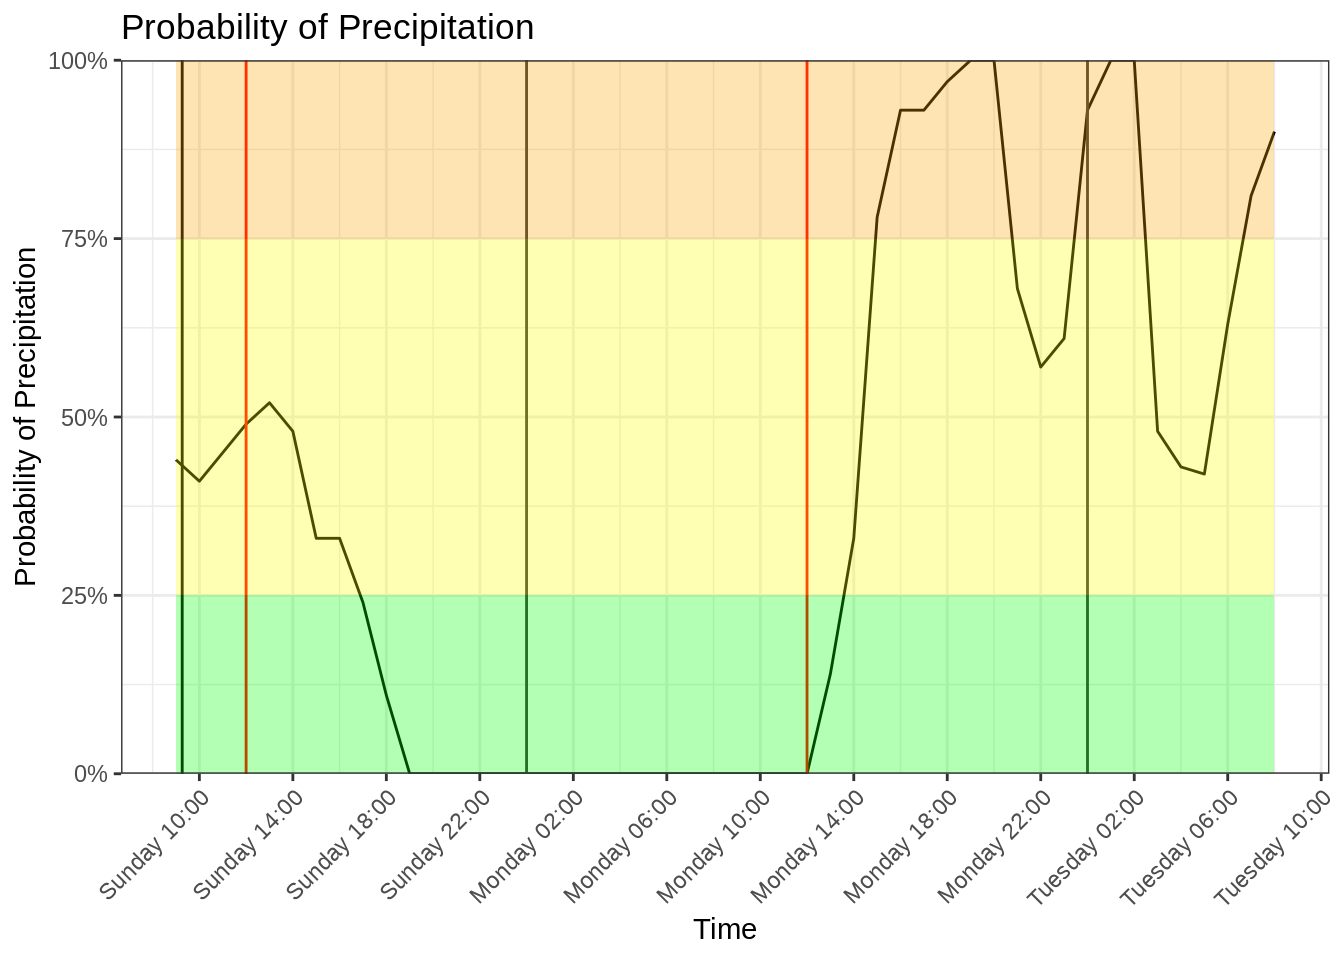 Probability of Precipitation
Probability of Precipitation
100%
75%
50%
25%
0%
Sunday 10:00
Sunday 14:00
Sunday 18:00
Sunday 22:00
Monday 02:00
Monday 06:00
Monday 10:00
Monday 14:00
Monday 18:00
Monday 22:00
Tuesday 02:00
Tuesday 06:00
Tuesday 10:00
Time